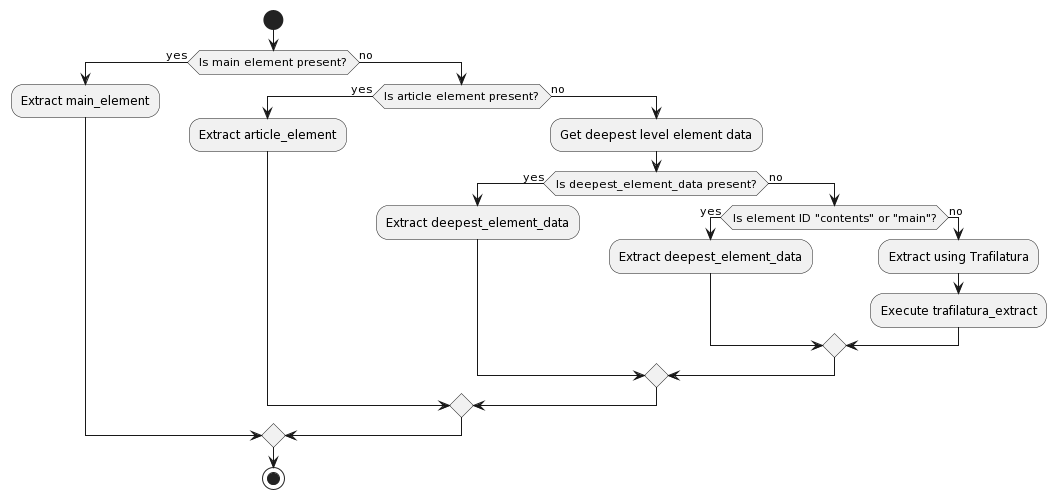 yes
Is main element present?
no
Extract main_element
yes
Is article element present?
no
Extract article_element
Get deepest level element data
yes
Is deepest_element_data present?
no
Extract deepest_element_data
yes
Is element ID "contents" or "main"?
no
Extract deepest_element_data
Extract using Trafilatura
Execute trafilatura_extract